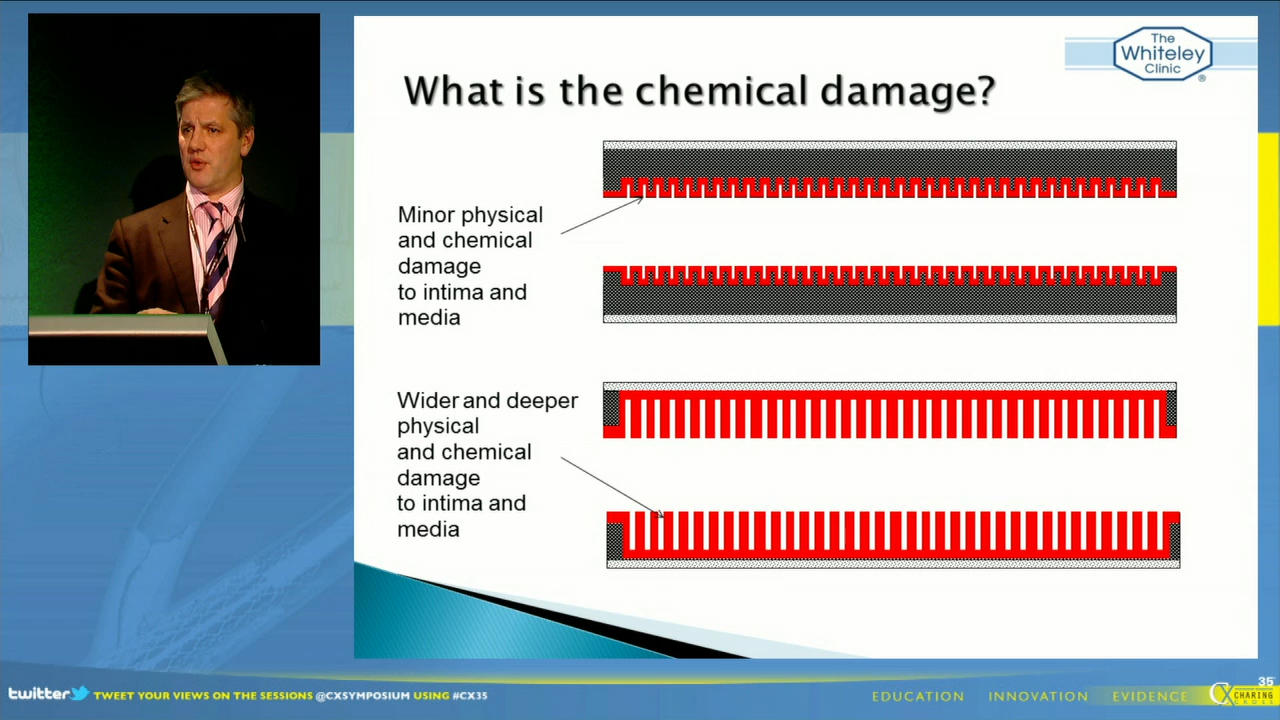 The
Whiteley
Clinic
®
What is the chemical damage?
Minor physical
and chemical
damage
to intima and
media
Wider and deeper
physical
and chemical
damage
to intima and
media
twitter TWEET YOUR VIEWS ON THE SESSIONS @CXSYMPOSIUM USING #CX35
EDUCATION INNOVATION EVIDENCE
35
CX CHARING
CROSS